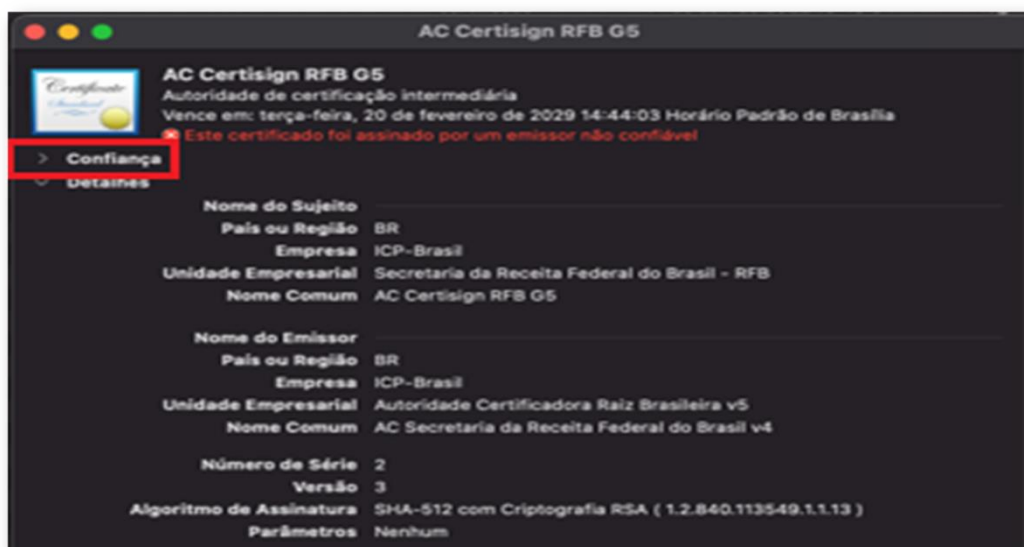 AC Certisign RFB G5
AC Certisign RFB G5
Autoridade de certificação intermediária
Vence em: terça-feira, 20 de fevereiro de 2029 14:44:03 Horário Padrão de Brasília
Este certificado foi assinado por um emissor não confiável
Confiança
Detalhes
Nome do Sujeito
País ou Região BR
Empresa ICP-Brasil
Unidade Empresarial Secretaria da Receita Federal do Brasil - RFB
Nome Comum AC Certisign RFB G5
Nome do Emissor
País ou Região BR
Empresa ICP-Brasil
Unidade Empresarial Autoridade Certificadora Raiz Brasileira v5
Nome Comum AC Secretaria da Receita Federal do Brasil v4
Número de Série 2
Versão 3
Algoritmo de Assinatura SHA-512 com Criptografia RSA ( 1.2.840.113549.1.1.13 )
Parâmetros Nenhum